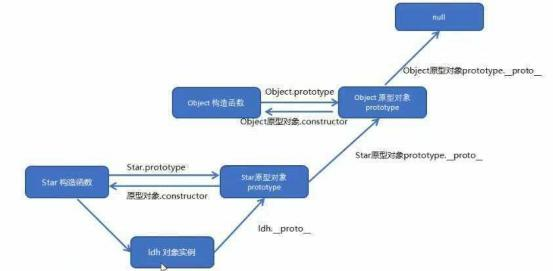 null
Object原型对象prototype.__proto__
Object.prototype
Object 构造函数
Object 原型对象
prototype
Object原型对象.constructor
Star.prototype
Star原型对象prototype.__proto__
Star 构造函数
Star原型对象
prototype
原型对象.constructor
ldh.__proto__
ldh 对象实例